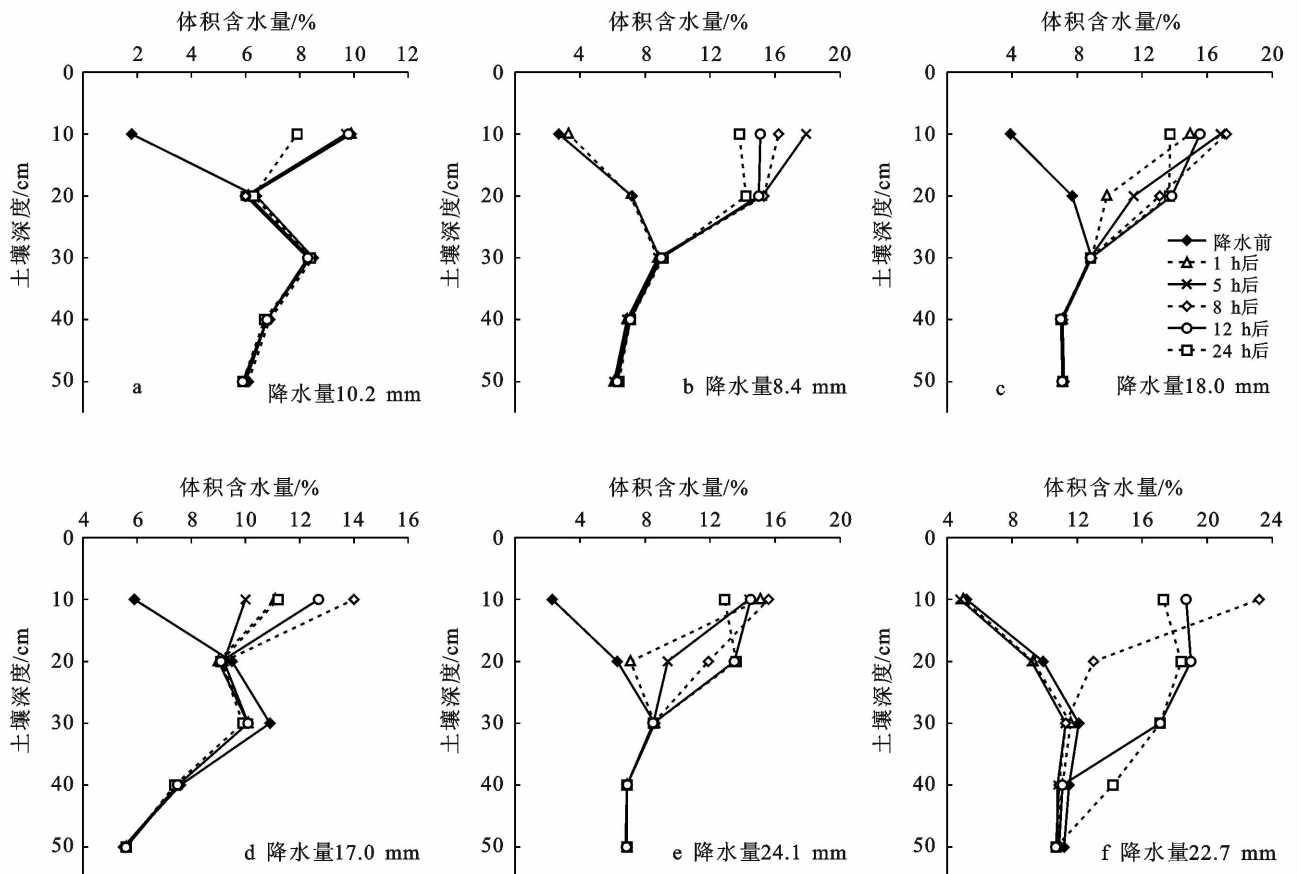 体积含水量/% 体积含水量/% 体积含水量/%
2 4 6 8 10 12 4 8 12 16 20 4 8 12 16 20
0 0 0
10 10 10
20 20 20
30 30 30
40 40 40
50 50 50
土壤深度/cm 土壤深度/cm 土壤深度/cm
降水前
1 h后
5 h后
8 h后
12 h后
24 h后
a 降水量10.2 mm b 降水量8.4 mm c 降水量18.0 mm
体积含水量/% 体积含水量/% 体积含水量/%
4 6 8 10 12 14 16 4 8 12 16 20 4 8 12 16 20 24
0 0 0
10 10 10
20 20 20
30 30 30
40 40 40
50 50 50
土壤深度/cm 土壤深度/cm 土壤深度/cm
d 降水量17.0 mm e 降水量24.1 mm f 降水量22.7 mm